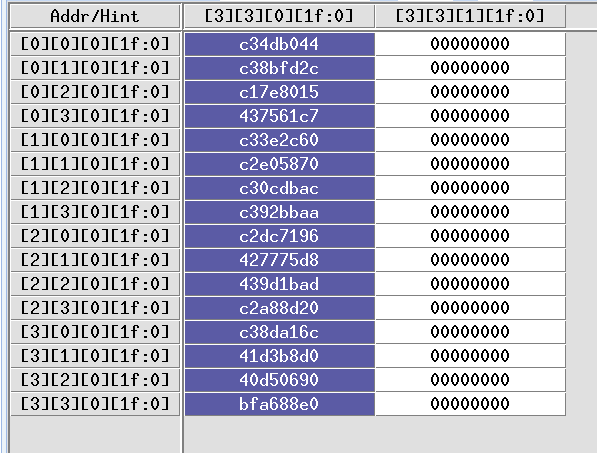 Addr/Hint [3][3][0][1f:0] [3][3][1][1f:0]
[0][0][0][1f:0] c34db044 00000000
[0][1][0][1f:0] c38bfd2c 00000000
[0][2][0][1f:0] c17e8015 00000000
[0][3][0][1f:0] 437561c7 00000000
[1][0][0][1f:0] c33e2c60 00000000
[1][1][0][1f:0] c2e05870 00000000
[1][2][0][1f:0] c30cdbac 00000000
[1][3][0][1f:0] c392bbaa 00000000
[2][0][0][1f:0] c2dc7196 00000000
[2][1][0][1f:0] 427775d8 00000000
[2][2][0][1f:0] 439d1bad 00000000
[2][3][0][1f:0] c2a88d20 00000000
[3][0][0][1f:0] c38da16c 00000000
[3][1][0][1f:0] 41d3b8d0 00000000
[3][2][0][1f:0] 40d50690 00000000
[3][3][0][1f:0] bfa688e0 00000000